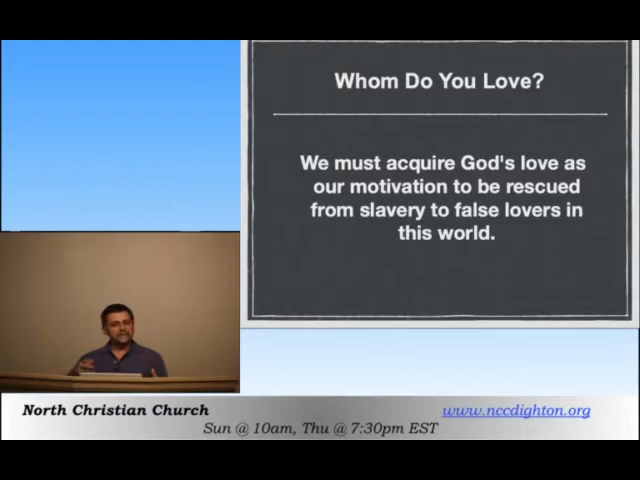 Whom Do You Love?
We must acquire God's love as
our motivation to be rescued
from slavery to false lovers in
this world.
North Christian Church
www.nccdighton.org
Sun @ 10am, Thu @ 7:30pm EST